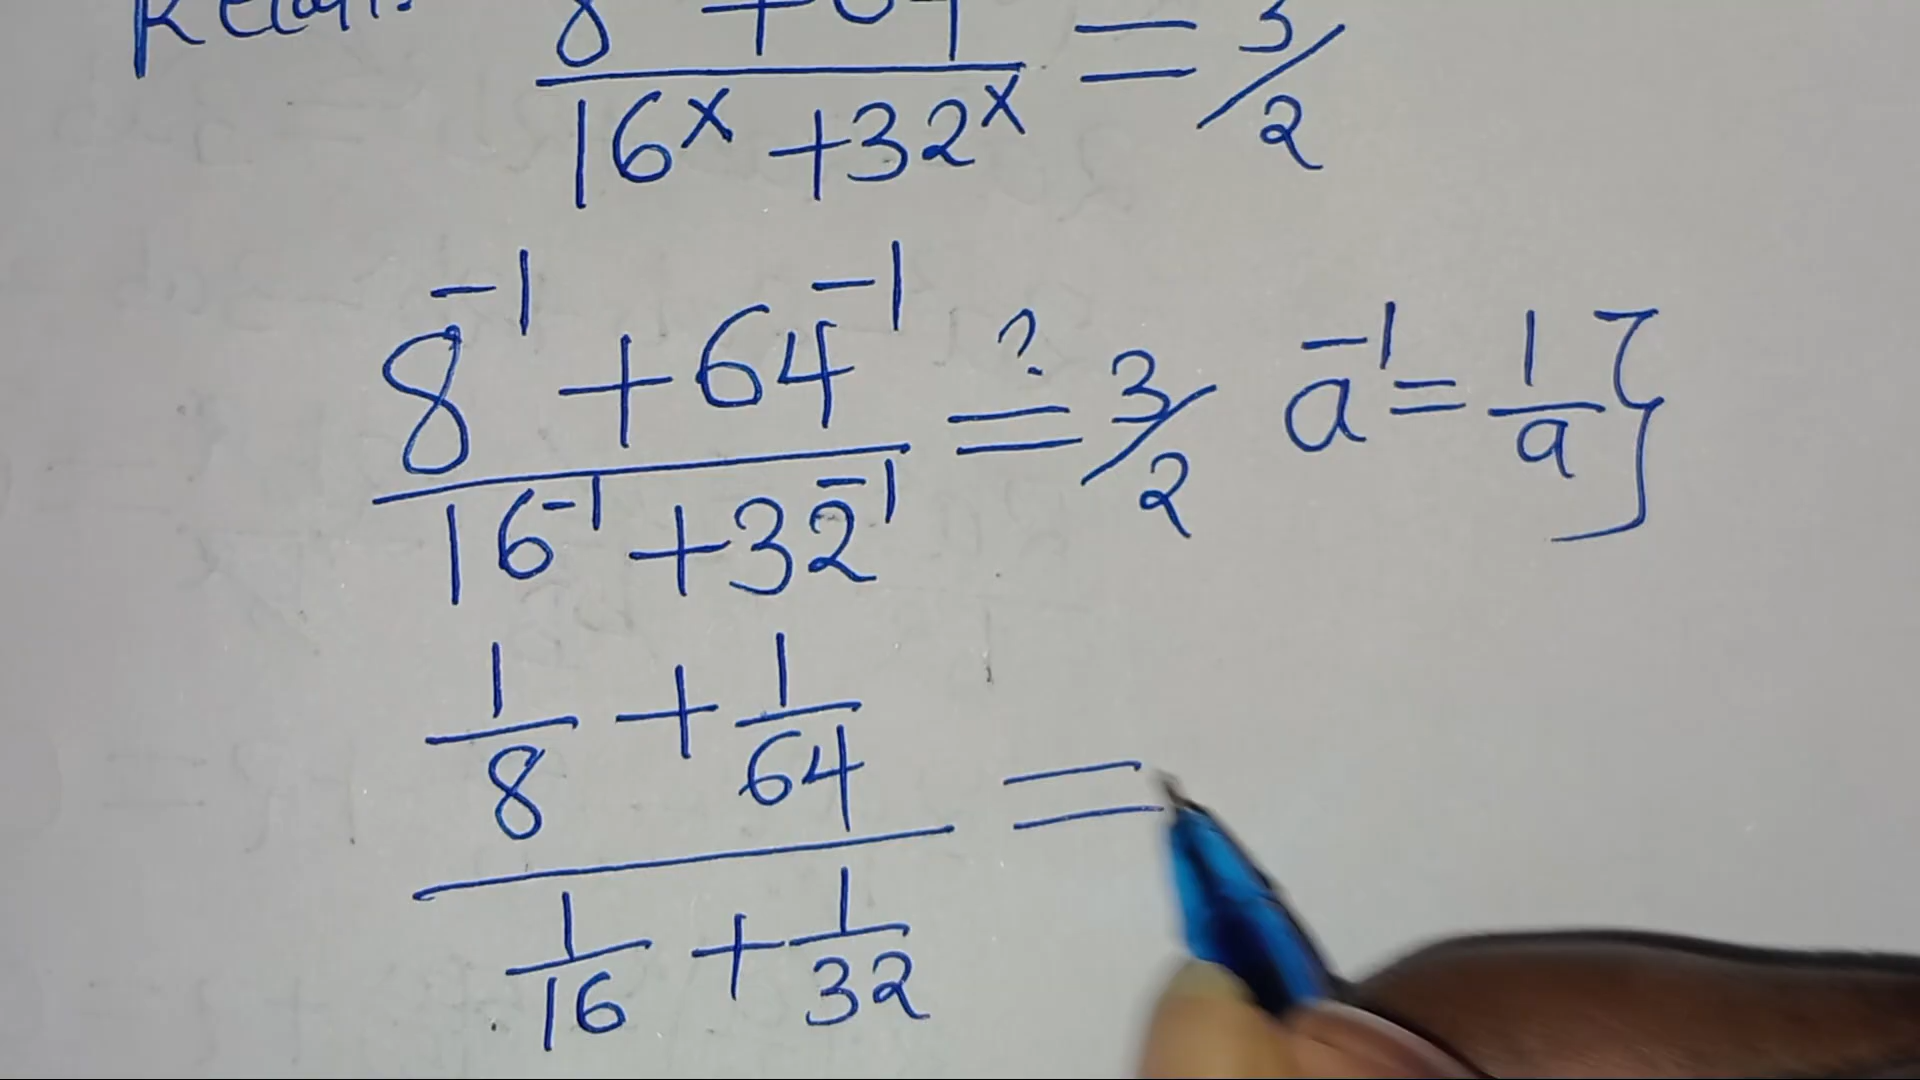 Recall:
8 + 64 = 3/2
16^x + 32^x
8^-1 + 64^-1 ?= 3/2 a^-1 = 1/a }
16^-1 + 32^-1
1/8 + 1/64 =
1/16 + 1/32